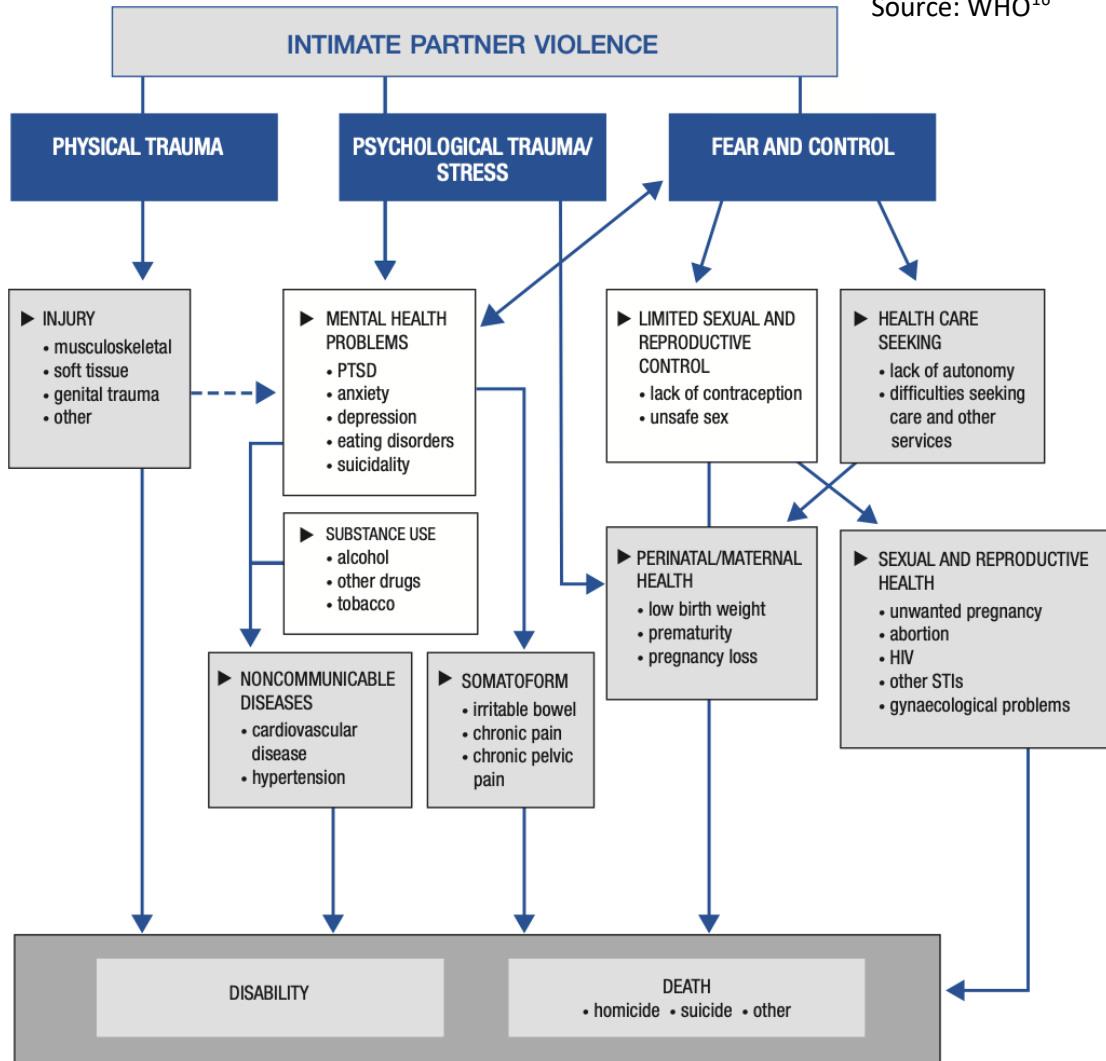 Source: WHO¹⁰
INTIMATE PARTNER VIOLENCE
PHYSICAL TRAUMA
PSYCHOLOGICAL TRAUMA/
STRESS
FEAR AND CONTROL
▶ INJURY
• musculoskeletal
• soft tissue
• genital trauma
• other
▶ MENTAL HEALTH
PROBLEMS
• PTSD
• anxiety
• depression
• eating disorders
• suicidality
▶ LIMITED SEXUAL AND
REPRODUCTIVE
CONTROL
• lack of contraception
• unsafe sex
▶ HEALTH CARE
SEEKING
• lack of autonomy
• difficulties seeking
care and other
services
▶ SUBSTANCE USE
• alcohol
• other drugs
• tobacco
▶ PERINATAL/MATERNAL
HEALTH
• low birth weight
• prematurity
• pregnancy loss
▶ SEXUAL AND REPRODUCTIVE
HEALTH
• unwanted pregnancy
• abortion
• HIV
• other STIs
• gynaecological problems
▶ NONCOMMUNICABLE
DISEASES
• cardiovascular
disease
• hypertension
▶ SOMATOFORM
• irritable bowel
• chronic pain
• chronic pelvic
pain
DISABILITY
DEATH
• homicide • suicide • other